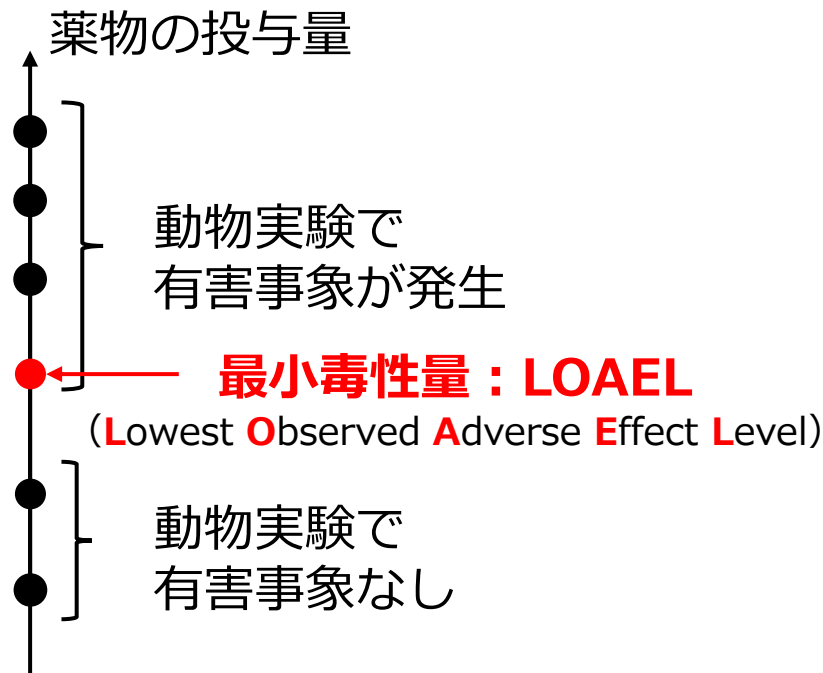 薬物の投与量
動物実験で
有害事象が発生
最小毒性量：LOAEL
（Lowest Observed Adverse Effect Level）
動物実験で
有害事象なし